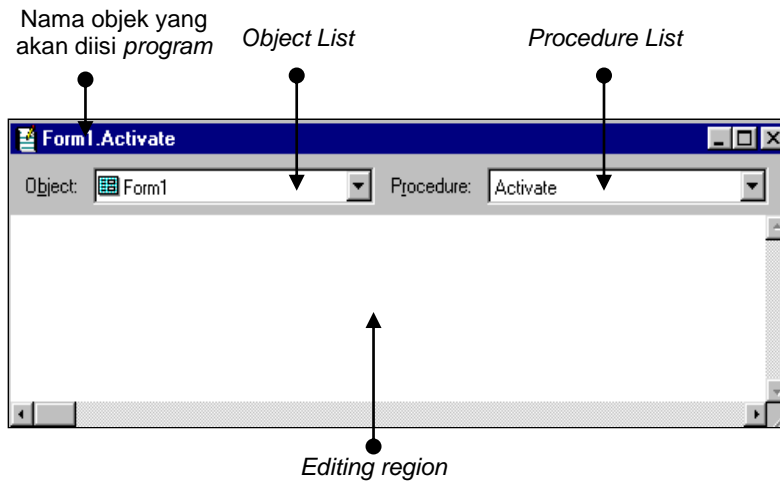 Nama objek yang
akan diisi program
Object List
Procedure List
Form1.Activate
Object: Form1 Procedure: Activate
Editing region